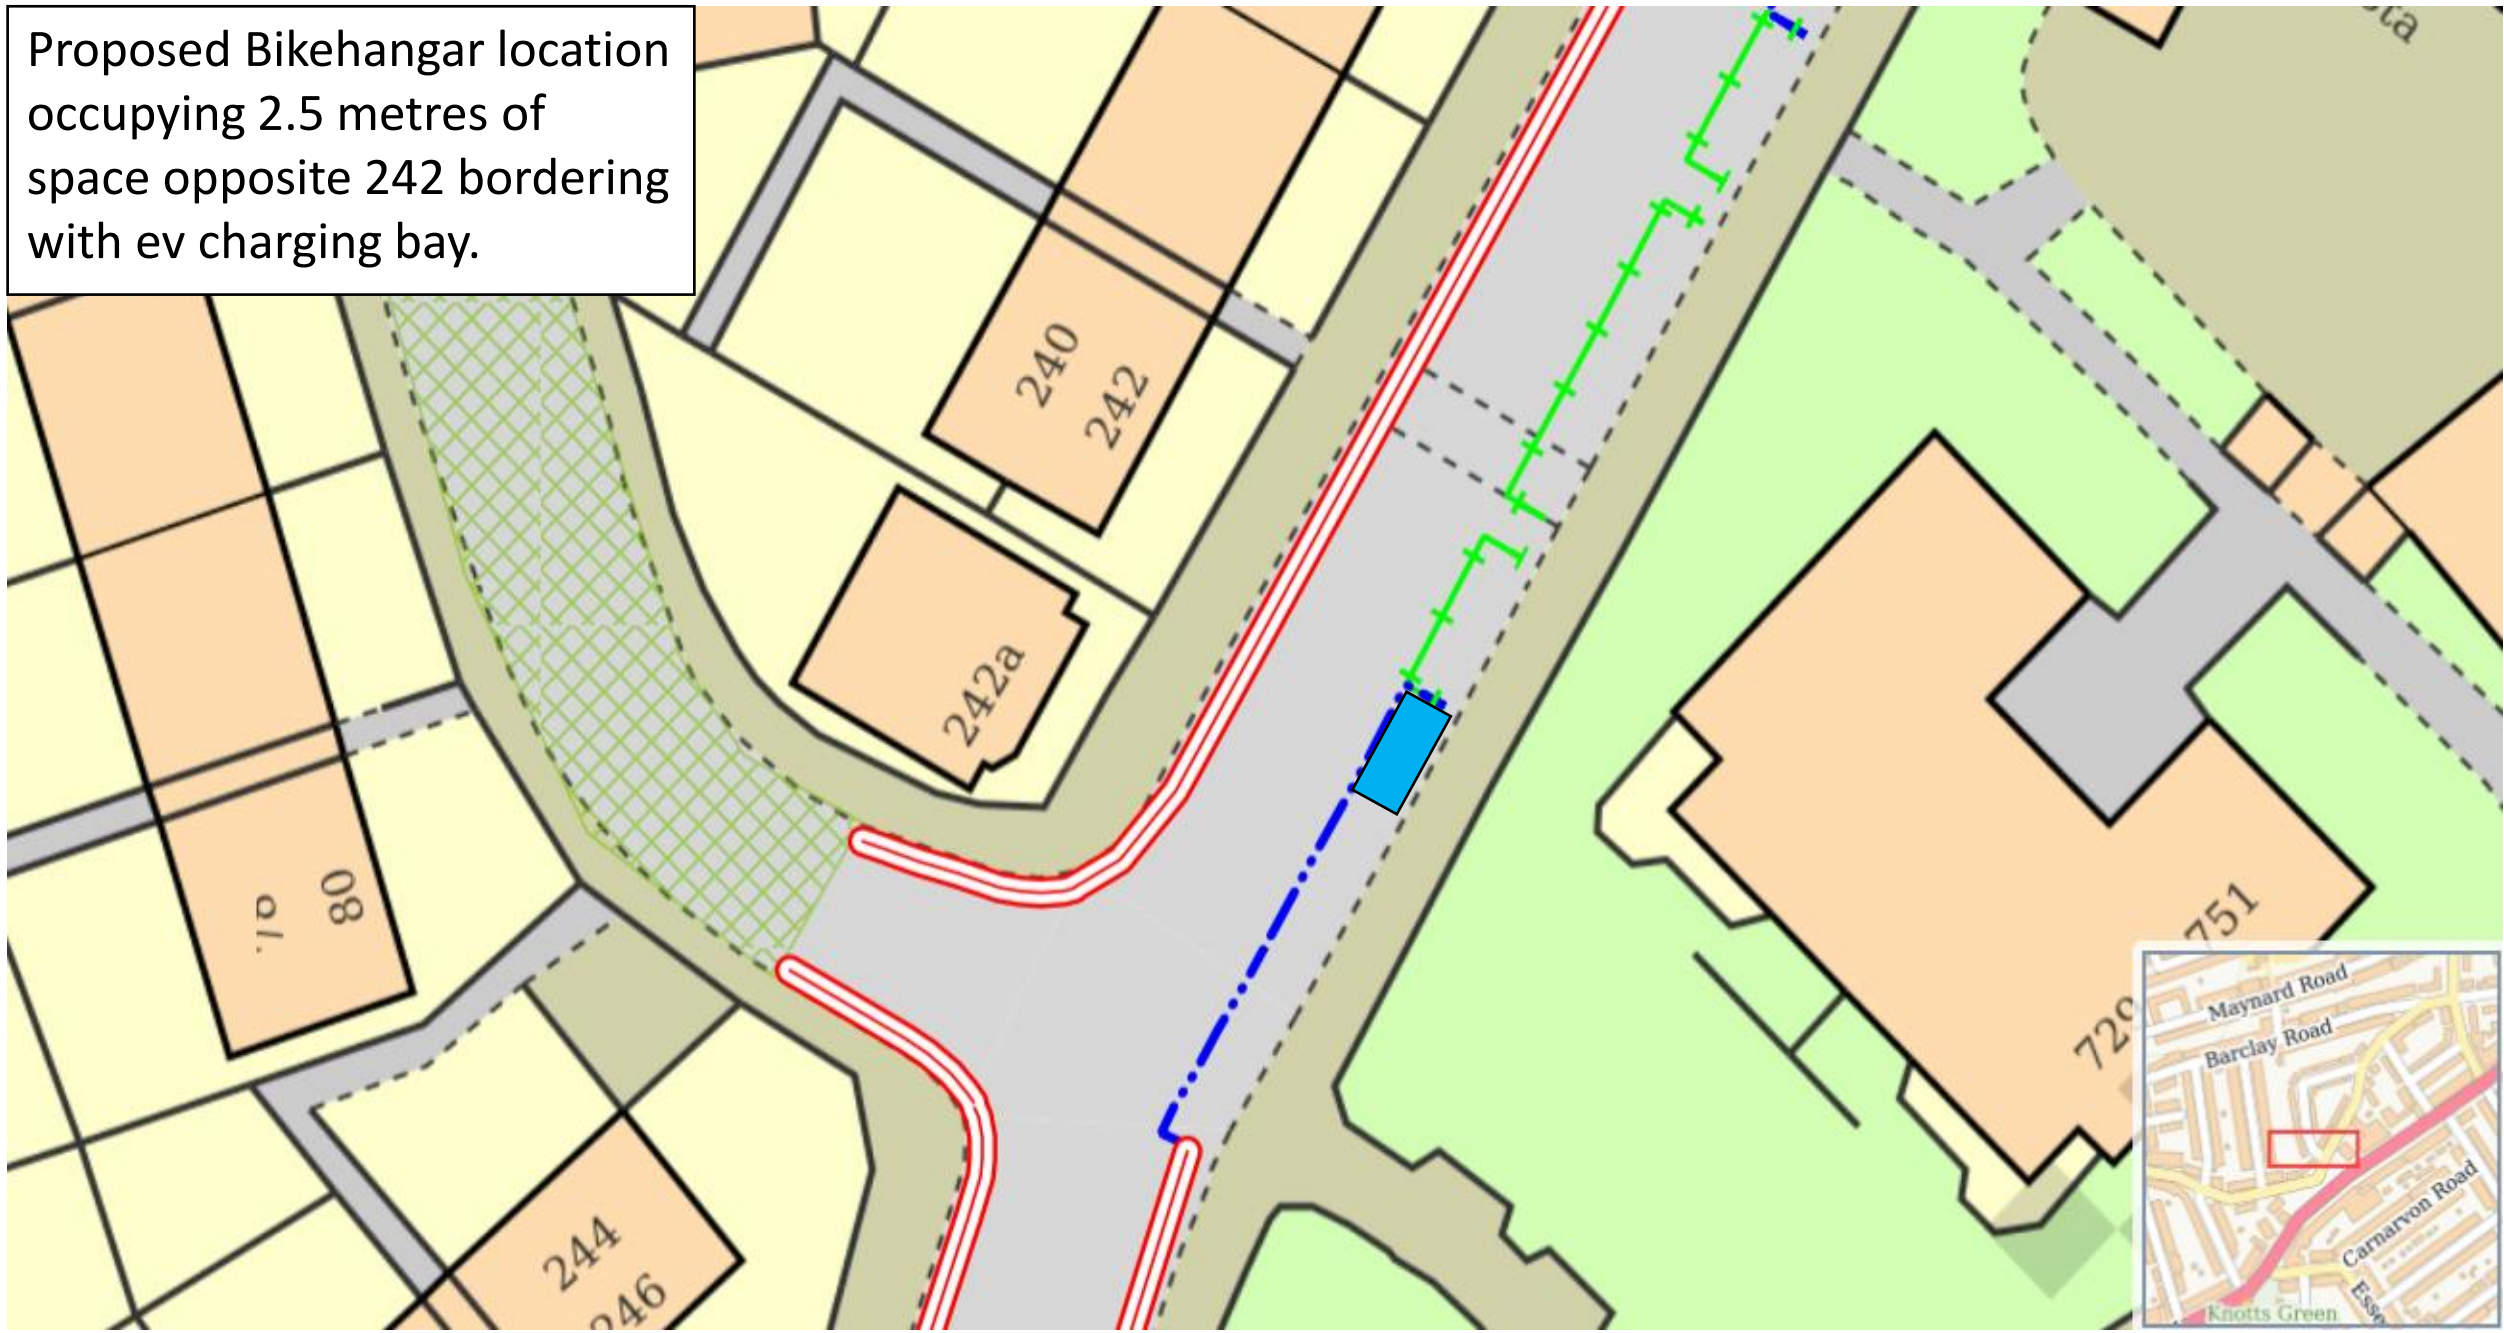 Proposed Bikehangar location
occupying 2.5 metres of
space opposite 242 bordering
with ev charging bay.
240
242
242a
80
244
246
751
Maynard Road
Barclay Road
Carnarvon Road
Knotts Green